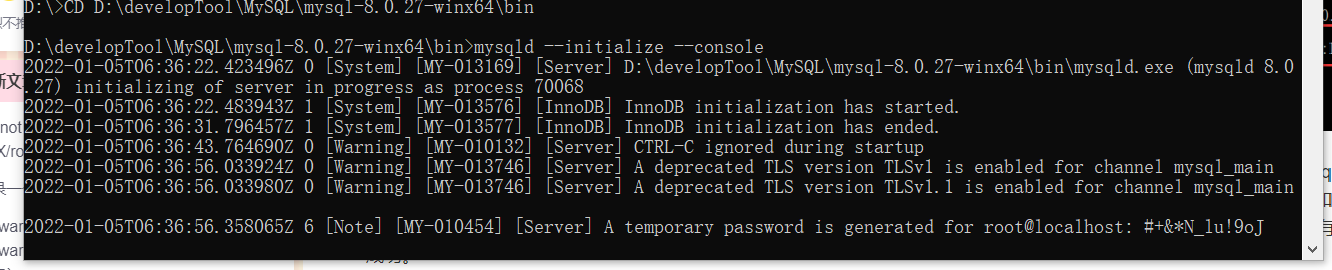 D:\>CD D:\developTool\MySQL\mysql-8.0.27-winx64\bin
D:\developTool\MySQL\mysql-8.0.27-winx64\bin>mysqld --initialize --console
2022-01-05T06:36:22.423496Z 0 [System] [MY-013169] [Server] D:\developTool\MySQL\mysql-8.0.27-winx64\bin\mysqld.exe (mysqld 8.0
.27) initializing of server in progress as process 70068
2022-01-05T06:36:22.483943Z 1 [System] [MY-013576] [InnoDB] InnoDB initialization has started.
2022-01-05T06:36:31.796457Z 1 [System] [MY-013577] [InnoDB] InnoDB initialization has ended.
2022-01-05T06:36:43.764690Z 0 [Warning] [MY-010132] [Server] CTRL-C ignored during startup
2022-01-05T06:36:56.033924Z 0 [Warning] [MY-013746] [Server] A deprecated TLS version TLSv1 is enabled for channel mysql_main
2022-01-05T06:36:56.033980Z 0 [Warning] [MY-013746] [Server] A deprecated TLS version TLSv1.1 is enabled for channel mysql_main
2022-01-05T06:36:56.358065Z 6 [Note] [MY-010454] [Server] A temporary password is generated for root@localhost: #+&*N_lu!9oJ